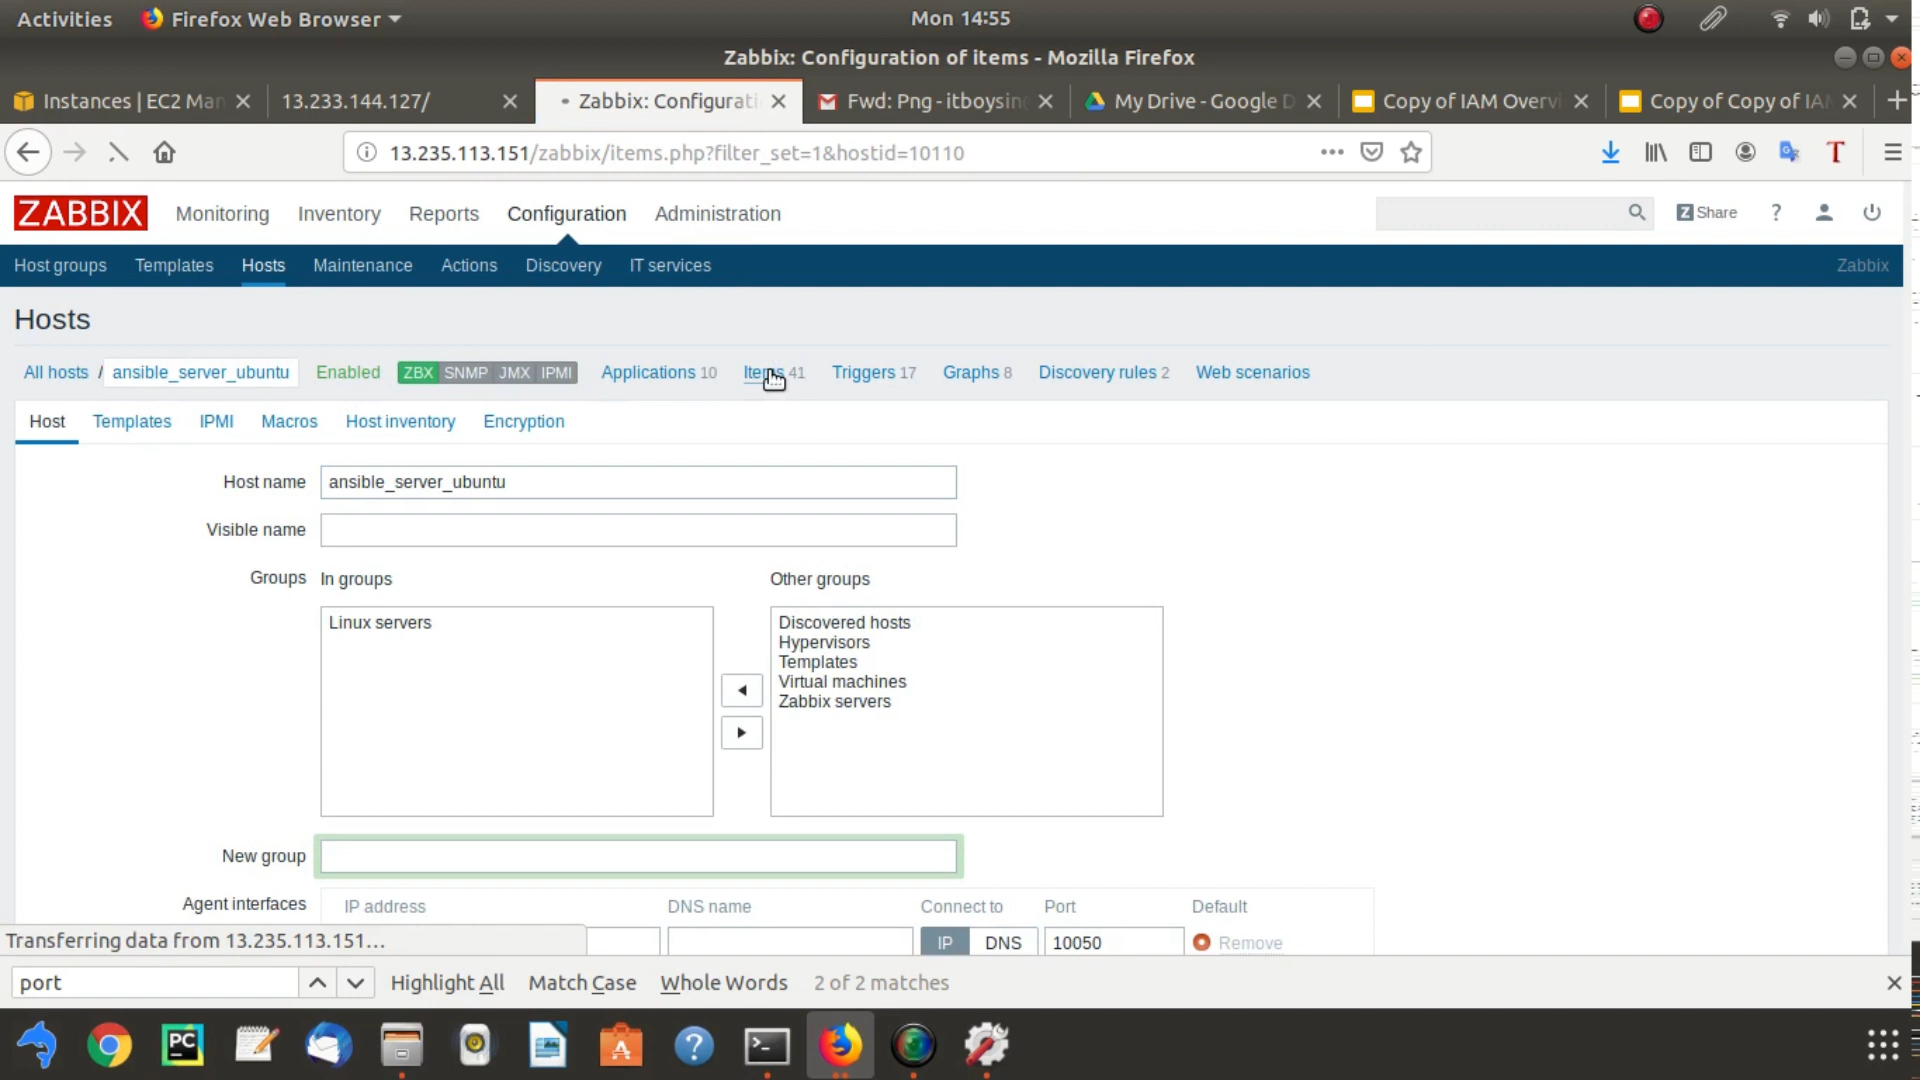 Activities Firefox Web Browser Mon 14:55
Zabbix: Configuration of items - Mozilla Firefox
Instances | EC2 Man 13.233.144.127/ Zabbix: Configurati Fwd: Png - itboysin My Drive - Google D Copy of IAM Overvi Copy of Copy of IA
13.235.113.151/zabbix/items.php?filter_set=1&hostid=10110
ZABBIX Monitoring Inventory Reports Configuration Administration Z Share ?
Host groups Templates Hosts Maintenance Actions Discovery IT services Zabbix
Hosts
All hosts / ansible_server_ubuntu Enabled ZBX SNMP JMX IPMI Applications 10 Items 41 Triggers 17 Graphs 8 Discovery rules 2 Web scenarios
Host Templates IPMI Macros Host inventory Encryption
Host name ansible_server_ubuntu
Visible name
Groups In groups Other groups
Linux servers Discovered hosts
Hypervisors
Templates
Virtual machines
Zabbix servers
New group
Agent interfaces IP address DNS name Connect to Port Default
IP DNS 10050 Remove
Transferring data from 13.235.113.151...
port Highlight All Match Case Whole Words 2 of 2 matches